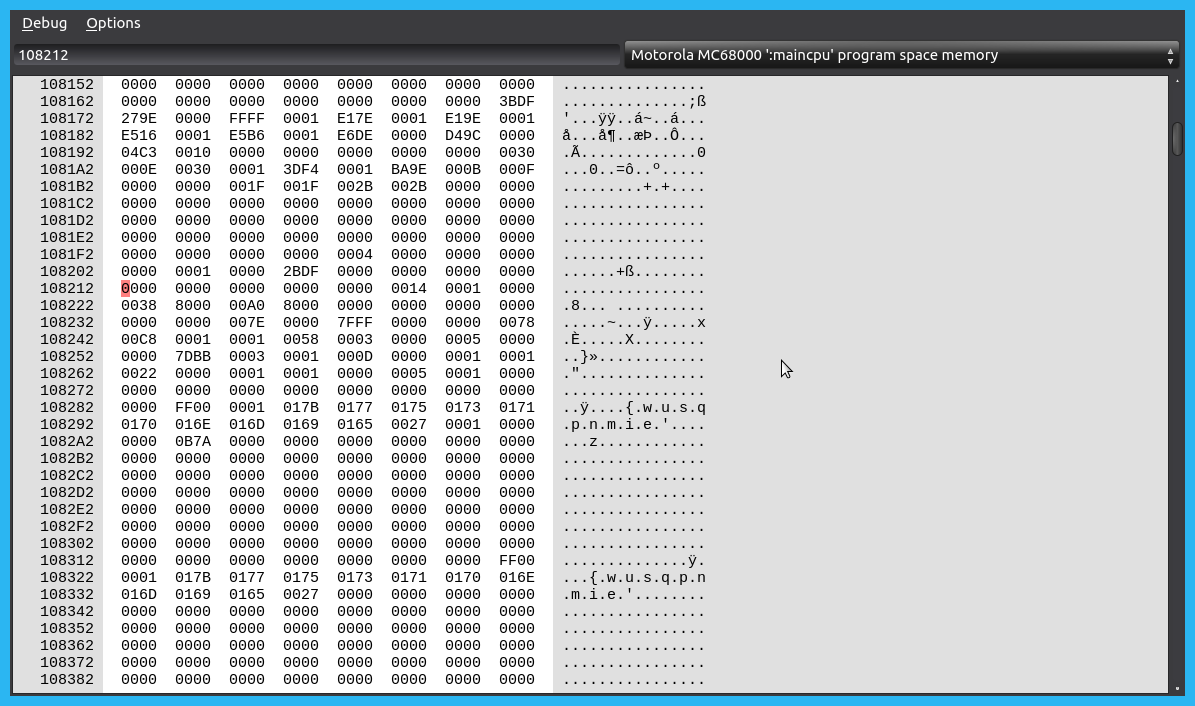 Debug Options
108212 Motorola MC68000 ':maincpu' program space memory
108152 0000 0000 0000 0000 0000 0000 0000 0000 ................
108162 0000 0000 0000 0000 0000 0000 0000 3BDF ..............;ß
108172 279E 0000 FFFF 0001 E17E 0001 E19E 0001 '...ÿÿ..á~..á...
108182 E516 0001 E5B6 0001 E6DE 0000 D49C 0000 å...å¶..æÞ..Ô...
108192 04C3 0010 0000 0000 0000 0000 0000 0030 .Ã.............0
1081A2 000E 0030 0001 3DF4 0001 BA9E 000B 000F ...0..=ô..º.....
1081B2 0000 0000 001F 001F 002B 002B 0000 0000 .........+.+....
1081C2 0000 0000 0000 0000 0000 0000 0000 0000 ................
1081D2 0000 0000 0000 0000 0000 0000 0000 0000 ................
1081E2 0000 0000 0000 0000 0000 0000 0000 0000 ................
1081F2 0000 0000 0000 0000 0004 0000 0000 0000 ................
108202 0000 0001 0000 2BDF 0000 0000 0000 0000 ......+ß........
108212 0000 0000 0000 0000 0000 0014 0001 0000 ................
108222 0038 8000 00A0 8000 0000 0000 0000 0000 .8... ..........
108232 0000 0000 007E 0000 7FFF 0000 0000 0078 .....~...ÿ.....x
108242 00C8 0001 0001 0058 0003 0000 0005 0000 .È.....X........
108252 0000 7DBB 0003 0001 000D 0000 0001 0001 ..}»............
108262 0022 0000 0001 0001 0000 0005 0001 0000 ."..............
108272 0000 0000 0000 0000 0000 0000 0000 0000 ................
108282 0000 FF00 0001 017B 0177 0175 0173 0171 ..ÿ....{.w.u.s.q
108292 0170 016E 016D 0169 0165 0027 0001 0000 .p.n.m.i.e.'....
1082A2 0000 0B7A 0000 0000 0000 0000 0000 0000 ...z............
1082B2 0000 0000 0000 0000 0000 0000 0000 0000 ................
1082C2 0000 0000 0000 0000 0000 0000 0000 0000 ................
1082D2 0000 0000 0000 0000 0000 0000 0000 0000 ................
1082E2 0000 0000 0000 0000 0000 0000 0000 0000 ................
1082F2 0000 0000 0000 0000 0000 0000 0000 0000 ................
108302 0000 0000 0000 0000 0000 0000 0000 0000 ................
108312 0000 0000 0000 0000 0000 0000 0000 FF00 ..............ÿ.
108322 0001 017B 0177 0175 0173 0171 0170 016E ...{.w.u.s.q.p.n
108332 016D 0169 0165 0027 0000 0000 0000 0000 .m.i.e.'........
108342 0000 0000 0000 0000 0000 0000 0000 0000 ................
108352 0000 0000 0000 0000 0000 0000 0000 0000 ................
108362 0000 0000 0000 0000 0000 0000 0000 0000 ................
108372 0000 0000 0000 0000 0000 0000 0000 0000 ................
108382 0000 0000 0000 0000 0000 0000 0000 0000 ................